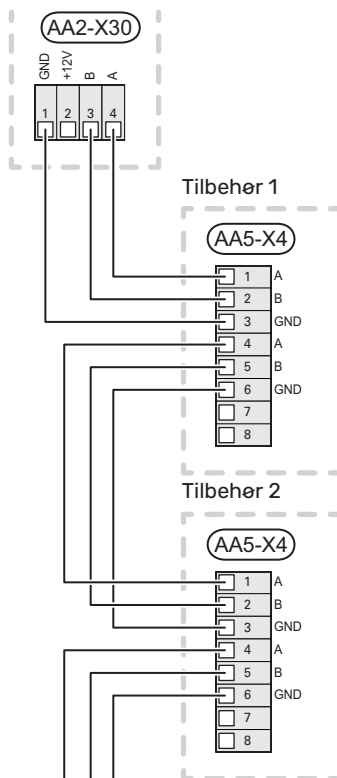 AA2-X30
GND +12V B A
1 2 3 4
Tilbehør 1
AA5-X4
1 A
2 B
3 GND
4 A
5 B
6 GND
7
8
Tilbehør 2
AA5-X4
1 A
2 B
3 GND
4 A
5 B
6 GND
7
8